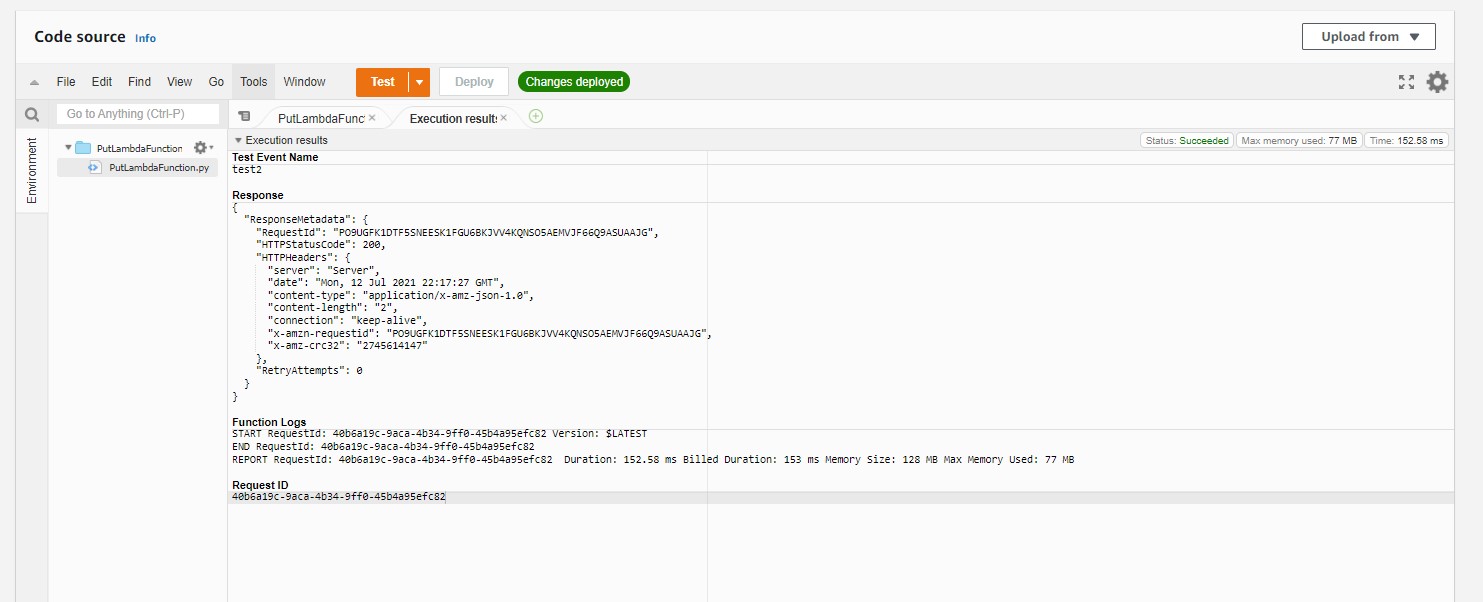 Code source Info
Upload from
File Edit Find View Go Tools Window Test Deploy Changes deployed
Go to Anything (Ctrl-P)
PutLambdaFunc Execution results
Environment
PutLambdaFunction
PutLambdaFunction.py
Execution results
Status: Succeeded Max memory used: 77 MB Time: 152.58 ms
Test Event Name
test2
Response
{
"ResponseMetadata": {
"RequestId": "PO9UGFK1DTF5SNEESK1FGU6BKJVV4KQNSO5AEMVJF66Q9ASUAAJG",
"HTTPStatusCode": 200,
"HTTPHeaders": {
"server": "Server",
"date": "Mon, 12 Jul 2021 22:17:27 GMT",
"content-type": "application/x-amz-json-1.0",
"content-length": "2",
"connection": "keep-alive",
"x-amzn-requestid": "PO9UGFK1DTF5SNEESK1FGU6BKJVV4KQNSO5AEMVJF66Q9ASUAAJG",
"x-amz-crc32": "2745614147"
},
"RetryAttempts": 0
}
}
Function Logs
START RequestId: 40b6a19c-9aca-4b34-9ff0-45b4a95efc82 Version: $LATEST
END RequestId: 40b6a19c-9aca-4b34-9ff0-45b4a95efc82
REPORT RequestId: 40b6a19c-9aca-4b34-9ff0-45b4a95efc82 Duration: 152.58 ms Billed Duration: 153 ms Memory Size: 128 MB Max Memory Used: 77 MB
Request ID
40b6a19c-9aca-4b34-9ff0-45b4a95efc82